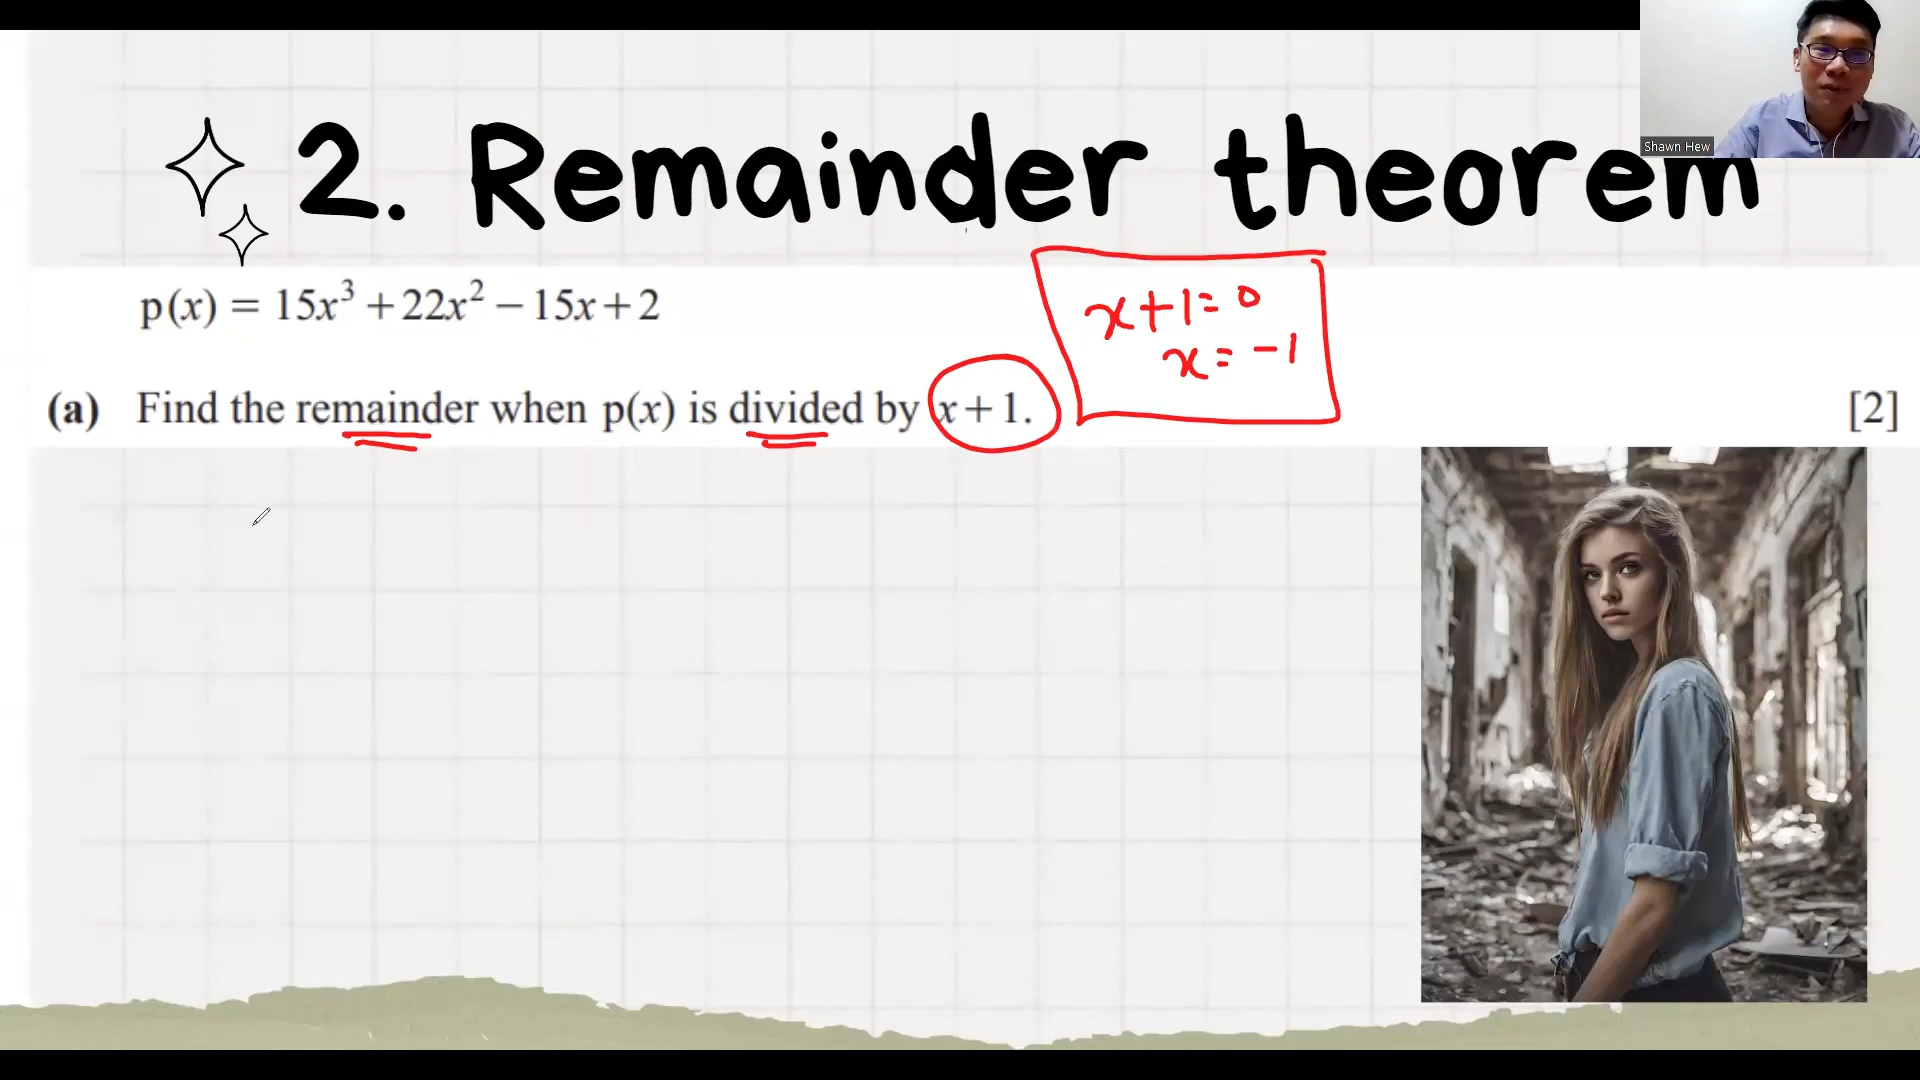 Shawn Hew
2. Remainder theorem
p(x) = 15x³ + 22x² − 15x + 2
x+1=0
x=-1
(a) Find the remainder when p(x) is divided by x+1. [2]